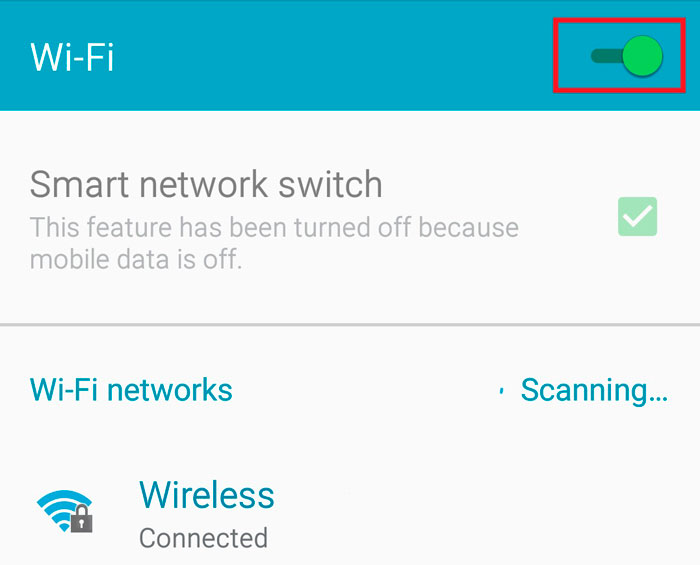 Wi-Fi
Smart network switch
This feature has been turned off because
mobile data is off.
Wi-Fi networks
Scanning...
Wireless
Connected